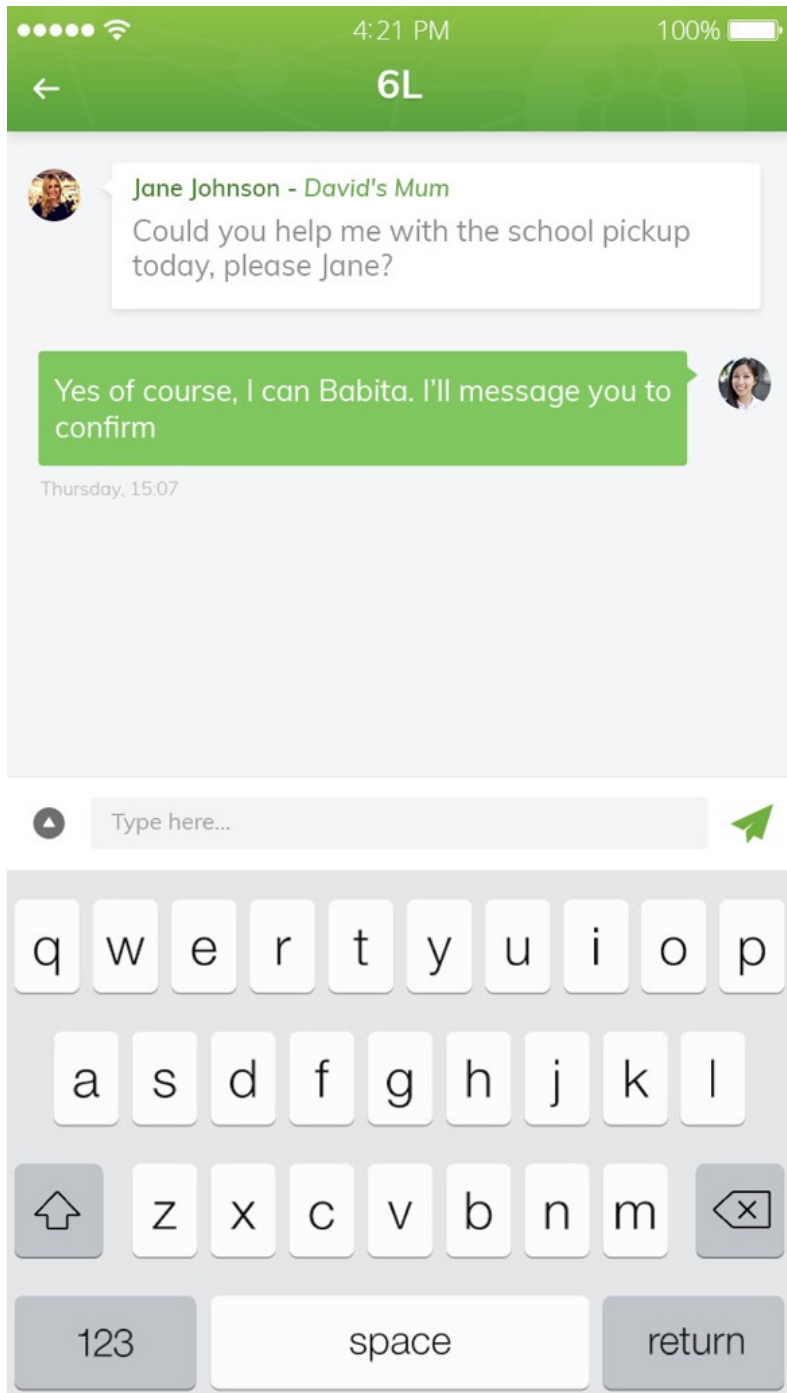 4:21 PM 100%
6L
Jane Johnson - David's Mum
Could you help me with the school pickup
today, please Jane?
Yes of course, I can Babita. I'll message you to
confirm
Thursday, 15:07
Type here...
q w e r t y u i o p
a s d f g h j k l
z x c v b n m
123 space return